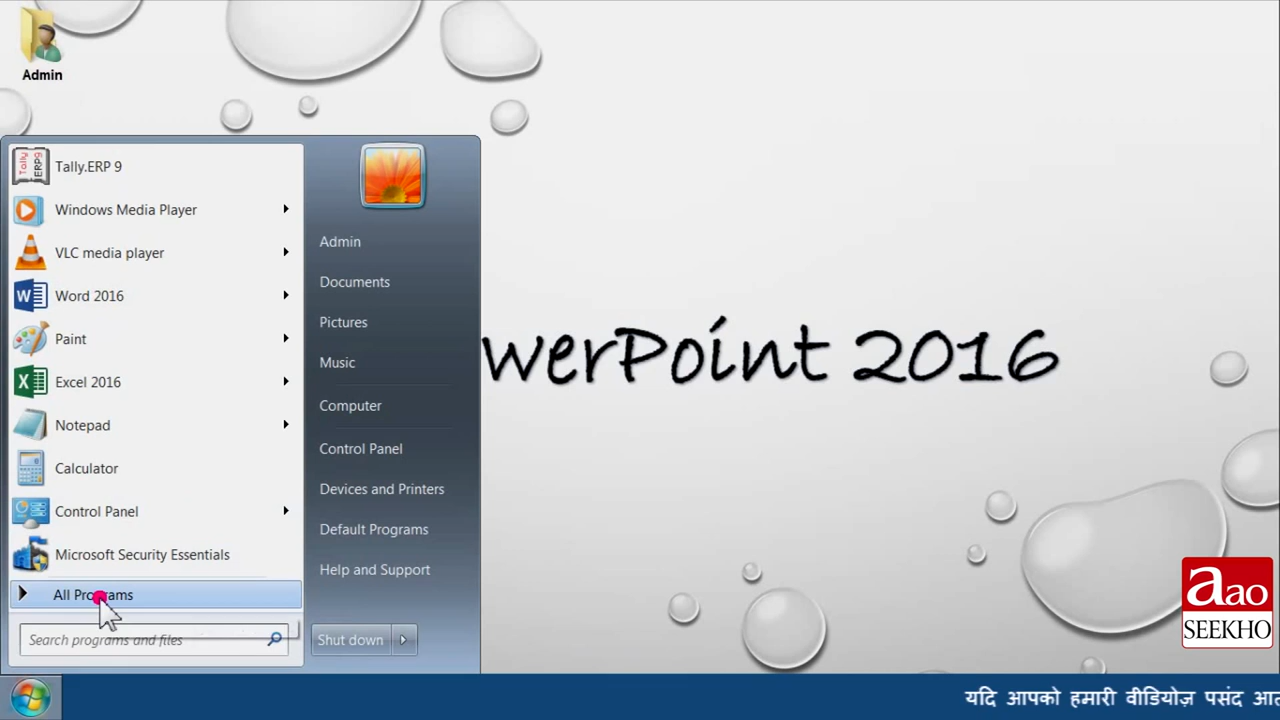 Admin
Tally.ERP 9
Windows Media Player
VLC media player
Word 2016
Paint
Excel 2016
Notepad
Calculator
Control Panel
Microsoft Security Essentials
All Programs
Search programs and files
Admin
Documents
Pictures
Music
Computer
Control Panel
Devices and Printers
Default Programs
Help and Support
Shut down
werPoint 2016
aao
SEEKHO
यदि आपको हमारी वीडियोज़ पसंद